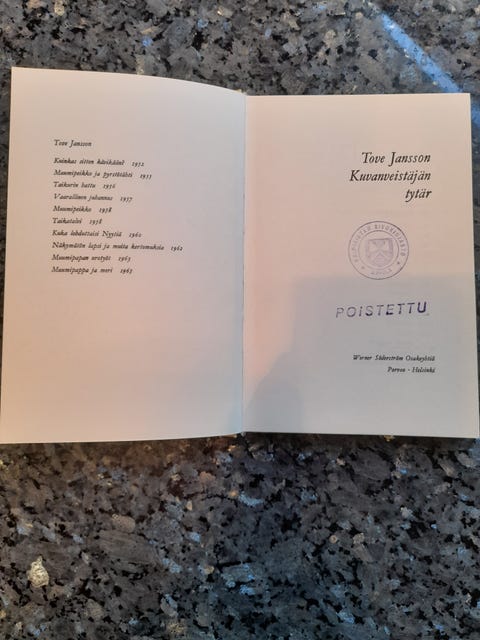 Tove Jansson
Kuinkas sitten kävikään? 1952
Muumipeikko ja pyrstötähti 1955
Taikurin hattu 1956
Vaarallinen juhannus 1957
Muumipeikko 1958
Taikatalvi 1958
Kuka lohduttaisi Nyytiä 1960
Näkymätön lapsi ja muita kertomuksia 1962
Muumipapan urotyöt 1963
Muumipappa ja meri 1965
Tove Jansson
Kuvanveistäjän
tytär
POISTETTU
Werner Söderström Osakeyhtiö
Porvoo · Helsinki